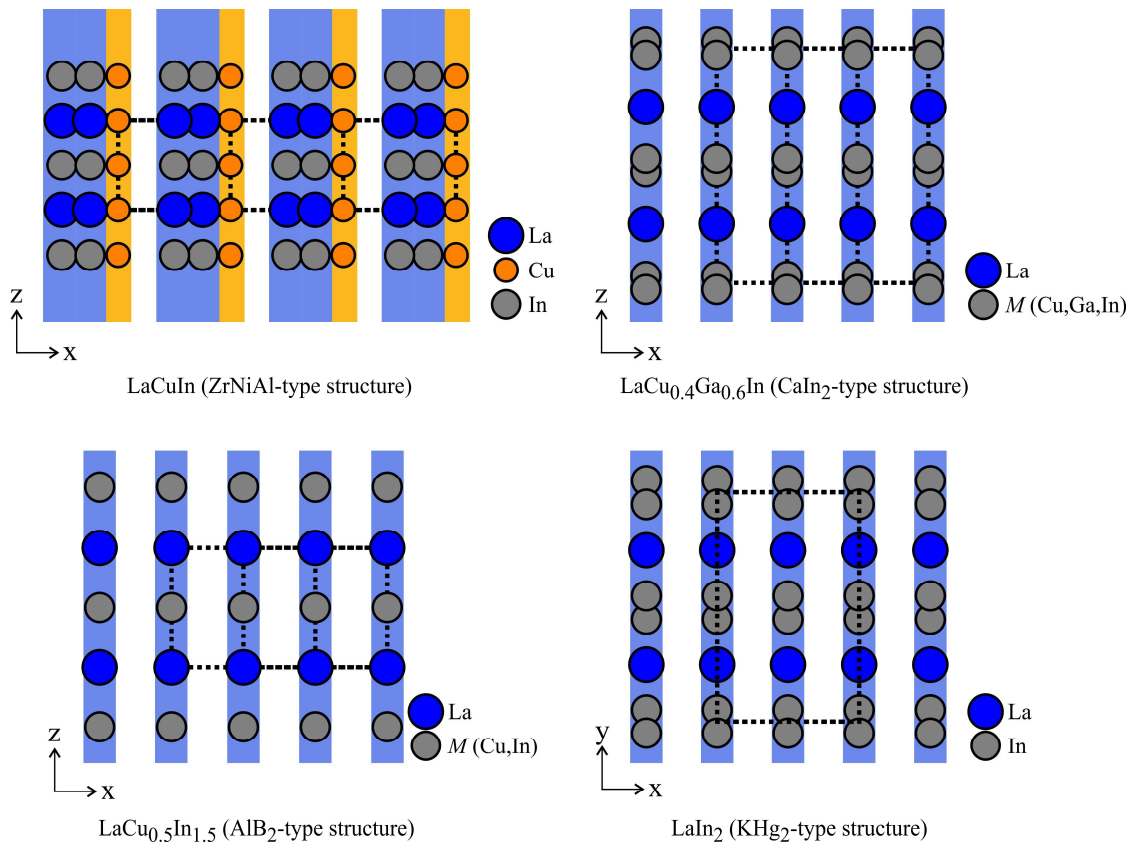 La
Cu
In
z
x
LaCuIn (ZrNiAl-type structure)
La
M (Cu,Ga,In)
z
x
LaCu0.4Ga0.6In (CaIn2-type structure)
La
M (Cu,In)
z
x
LaCu0.5In1.5 (AlB2-type structure)
La
In
y
x
LaIn2 (KHg2-type structure)